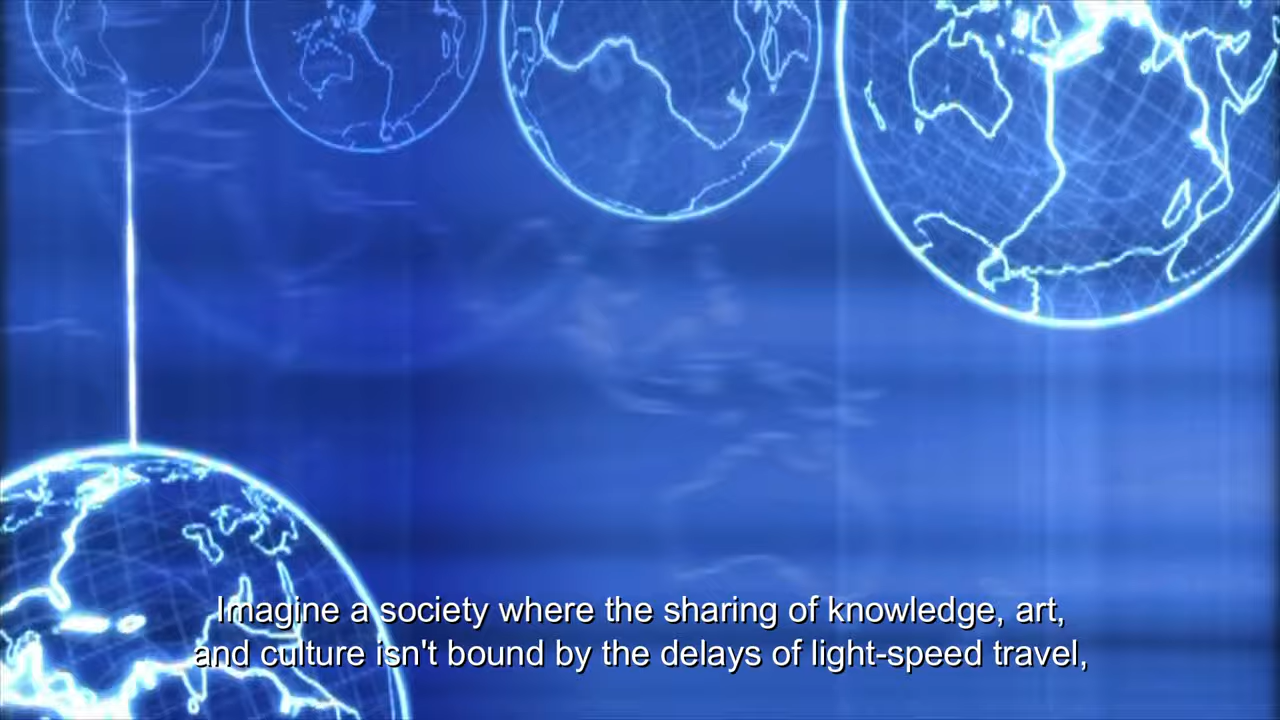 Imagine a society where the sharing of knowledge, art,
and culture isn't bound by the delays of light-speed travel,